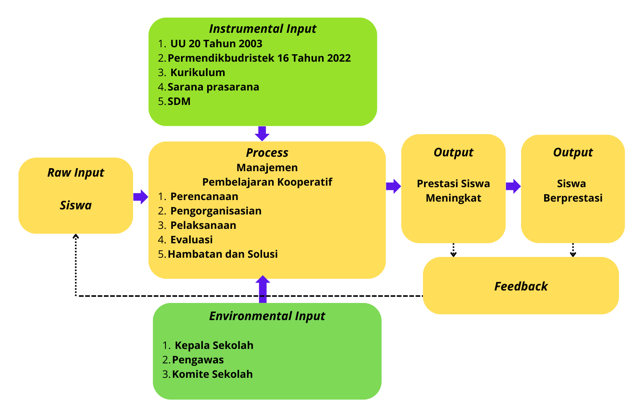 Instrumental Input
1. UU 20 Tahun 2003
2. Permendikbudristek 16 Tahun 2022
3. Kurikulum
4. Sarana prasarana
5. SDM
Raw Input
Siswa
Process
Manajemen
Pembelajaran Kooperatif
1. Perencanaan
2. Pengorganisasian
3. Pelaksanaan
4. Evaluasi
5. Hambatan dan Solusi
Output
Prestasi Siswa
Meningkat
Output
Siswa
Berprestasi
Feedback
Environmental Input
1. Kepala Sekolah
2. Pengawas
3. Komite Sekolah